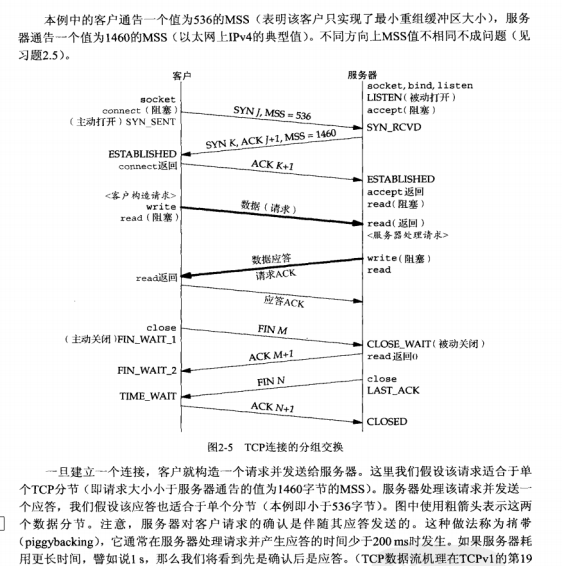 本例中的客户通告一个值为536的MSS（表明该客户只实现了最小重组缓冲区大小），服务
器通告一个值为1460的MSS（以太网上IPv4的典型值）。不同方向上MSS值不相同不成问题（见
习题2.5）。
客户
服务器
socket, bind, listen
LISTEN（被动打开）
accept（阻塞）
socket
connect（阻塞）
（主动打开）SYN_SENT
SYN J, MSS = 536
SYN_RCVD
SYN K, ACK J+1, MSS = 1460
ESTABLISHED
connect返回
ACK K+1
ESTABLISHED
accept返回
read（阻塞）
<客户构造请求>
write
read（阻塞）
数据（请求）
read（返回）
<服务器处理请求>
数据应答
请求ACK
write（阻塞）
read
read返回
应答ACK
close
（主动关闭）FIN_WAIT_1
FIN M
CLOSE_WAIT（被动关闭）
read返回0
ACK M+1
FIN_WAIT_2
FIN N
close
LAST_ACK
TIME_WAIT
ACK N+1
CLOSED
图2-5 TCP连接的分组交换
一旦建立一个连接，客户就构造一个请求并发送给服务器。这里我们假设该请求适合于单
个TCP分节（即请求大小小于服务器通告的值为1460字节的MSS）。服务器处理该请求并发送一
个应答，我们假设该应答也适合于单个分节（本例即小于536字节）。图中使用粗箭头表示这两
个数据分节。注意，服务器对客户请求的确认是伴随其应答发送的。这种做法称为捎带
（piggybacking），它通常在服务器处理请求并产生应答的时间少于200 ms时发生。如果服务器耗
用更长时间，譬如说1 s，那么我们将看到先是确认后是应答。（TCP数据流机理在TCPv1的第19